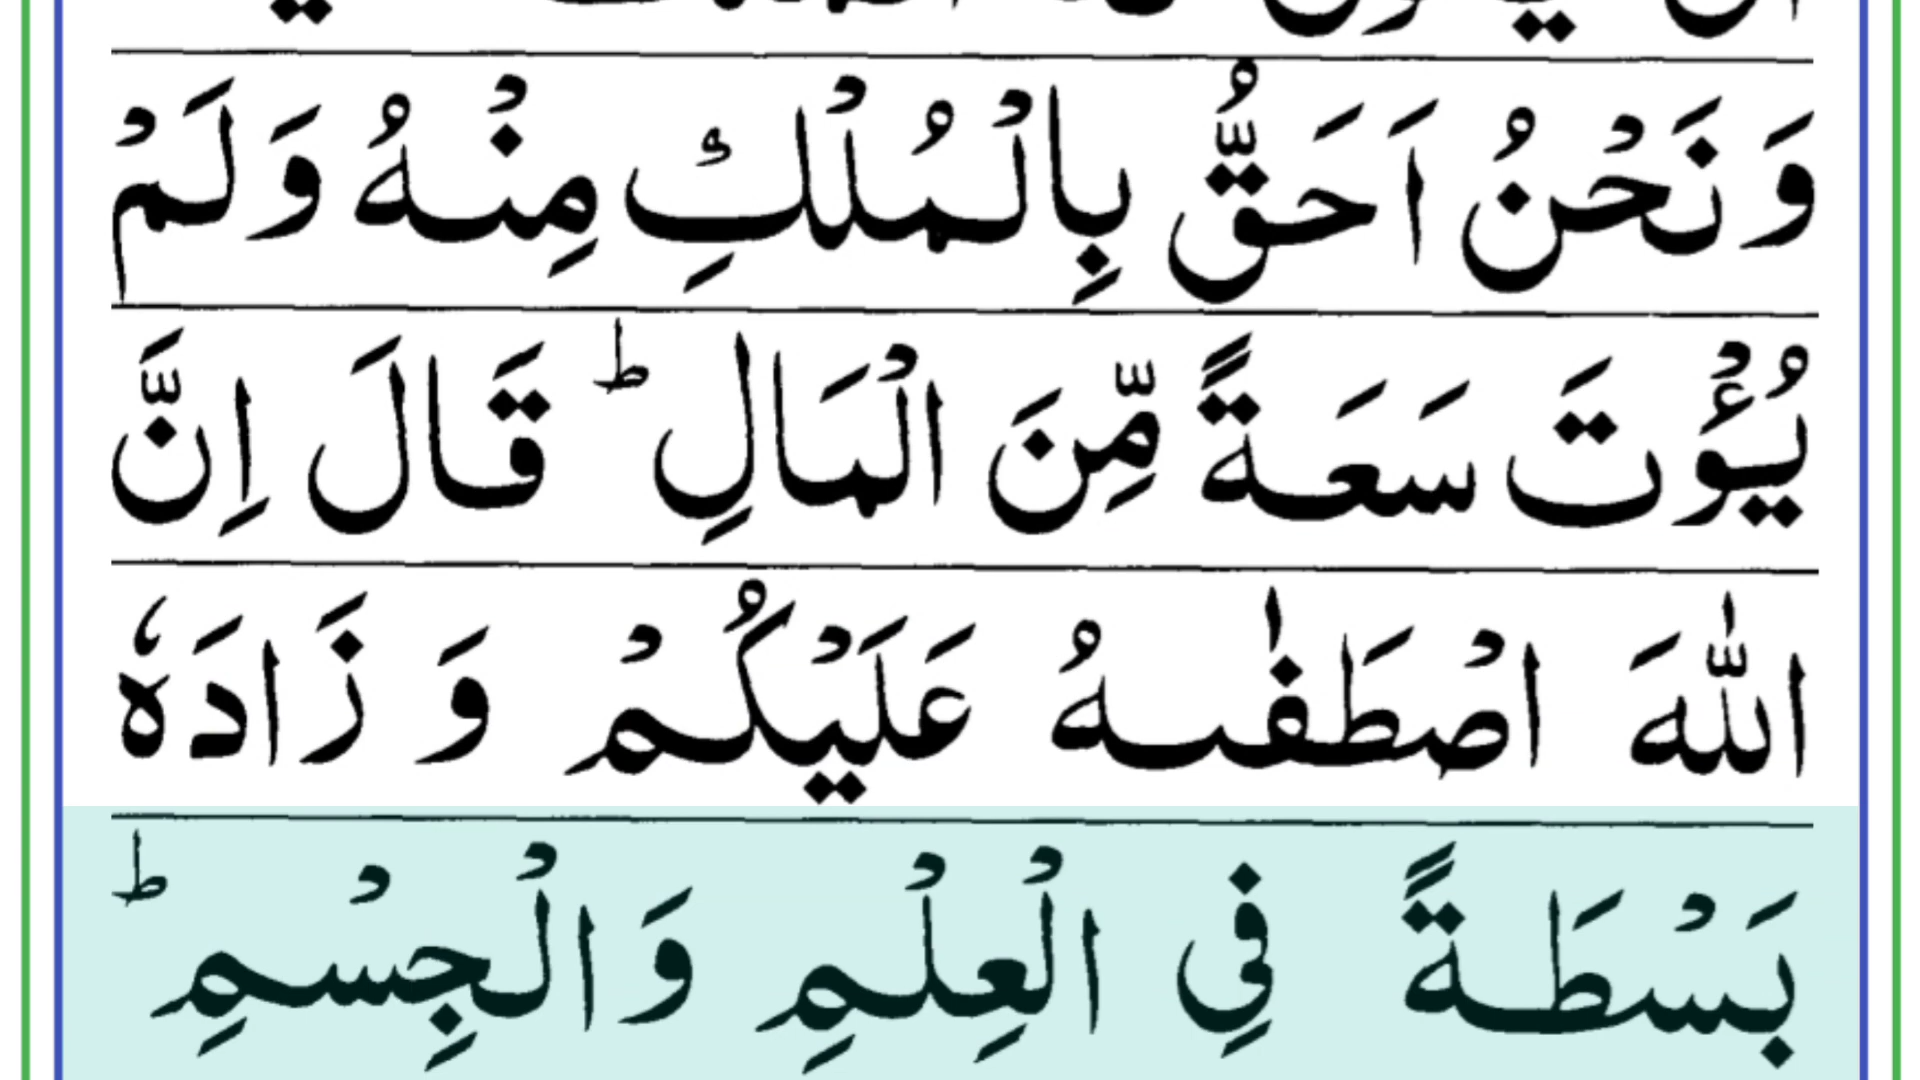 وَنَحْنُ اَحَقُّ بِالْمُلْكِ مِنْهُ وَلَمْ
يُؤْتَ سَعَةً مِّنَ الْمَالِ ؕ قَالَ اِنَّ
اللّٰهَ اصْطَفٰىهُ عَلَيْكُمْ وَ زَادَهٗ
بَسْطَةً فِي الْعِلْمِ وَالْجِسْمِ ؕ